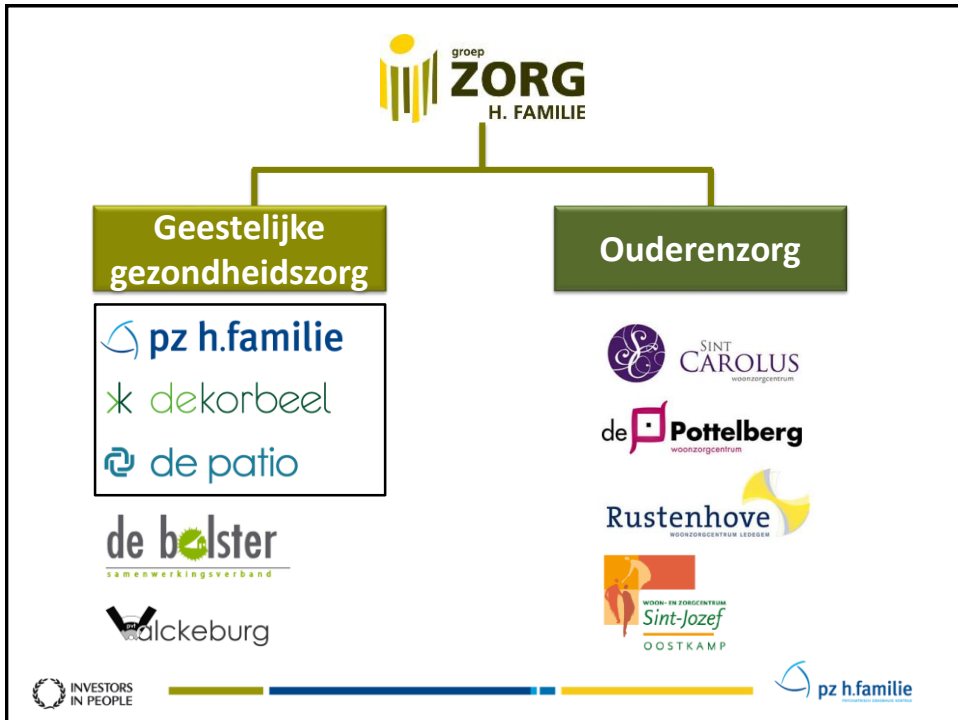 groep
ZORG
H. FAMILIE
Geestelijke
gezondheidszorg
pz h.familie
dekorbeel
de patio
de bolster
samenwerkingsverband
pvt
Walckeburg
Ouderenzorg
SINT
CAROLUS
woonzorgcentrum
de Pottelberg
woonzorgcentrum
Rustenhove
WOONZORGCENTRUM LEDEGEM
WOON- EN ZORGCENTRUM
Sint-Jozef
OOSTKAMP
INVESTORS
IN PEOPLE
pz h.familie